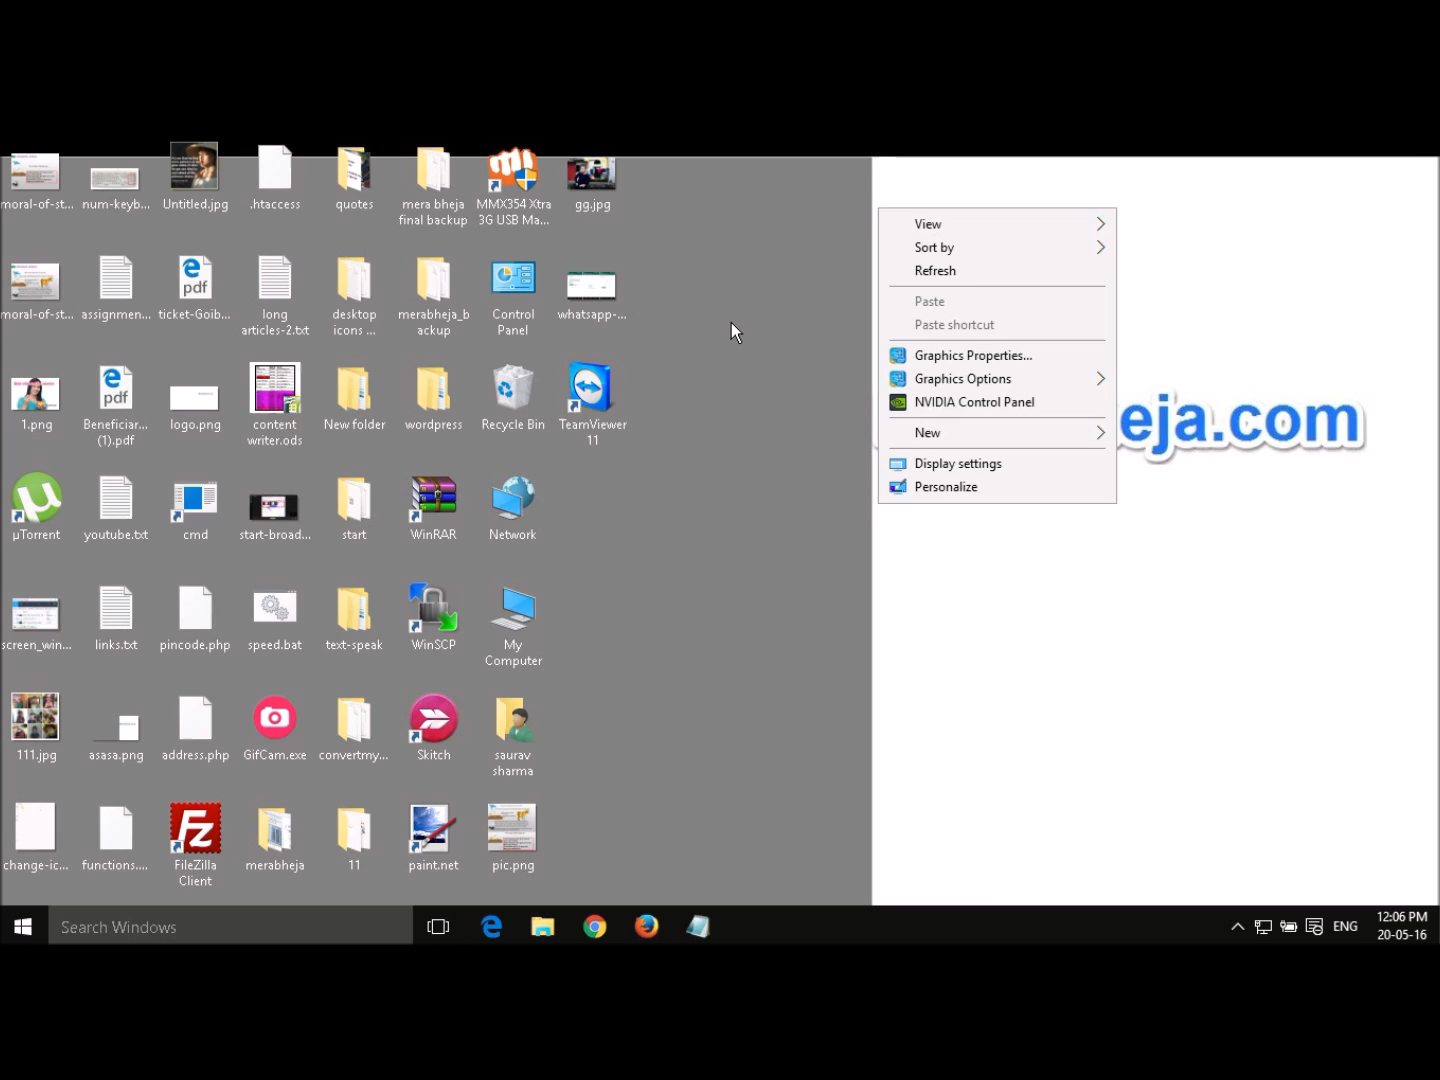 moral-of-st...
num-keyb...
Untitled.jpg
.htaccess
quotes
mera bheja
final backup
MMX354 Xtra
3G USB Ma...
gg.jpg
moral-of-st...
assignmen...
ticket-Goib...
long
articles-2.txt
desktop
icons ...
merabheja_b
ackup
Control
Panel
whatsapp-...
1.png
Beneficiar...
(1).pdf
logo.png
content
writer.ods
New folder
wordpress
Recycle Bin
TeamViewer
11
µTorrent
youtube.txt
cmd
start-broad...
start
WinRAR
Network
screen_win...
links.txt
pincode.php
speed.bat
text-speak
WinSCP
My
Computer
111.jpg
asasa.png
address.php
GifCam.exe
convertmy...
Skitch
saurav
sharma
change-ic...
functions....
FileZilla
Client
merabheja
11
paint.net
pic.png
View
Sort by
Refresh
Paste
Paste shortcut
Graphics Properties...
Graphics Options
NVIDIA Control Panel
New
Display settings
Personalize
eja.com
Search Windows
ENG
12:06 PM
20-05-16